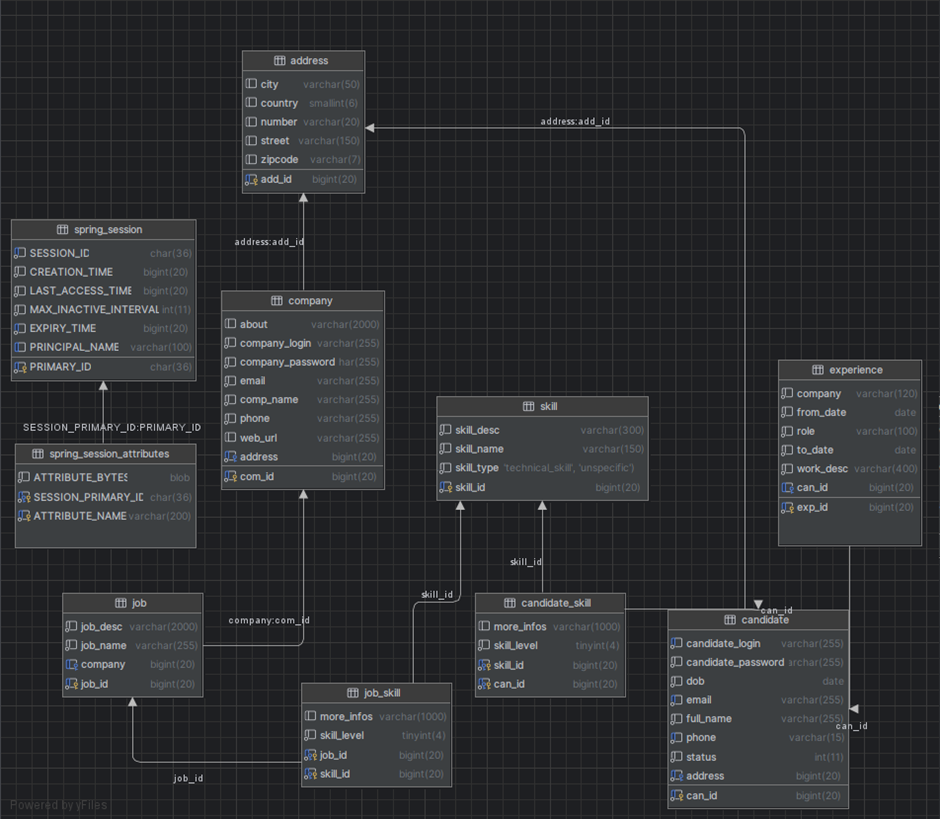 address
city varchar(50)
country smallint(6)
number varchar(20)
street varchar(150)
zipcode varchar(7)
add_id bigint(20)
address:add_id
address:add_id
spring_session
SESSION_ID char(36)
CREATION_TIME bigint(20)
LAST_ACCESS_TIME bigint(20)
MAX_INACTIVE_INTERVAL int(11)
EXPIRY_TIME bigint(20)
PRINCIPAL_NAME varchar(100)
PRIMARY_ID char(36)
SESSION_PRIMARY_ID:PRIMARY_ID
spring_session_attributes
ATTRIBUTE_BYTES blob
SESSION_PRIMARY_ID char(36)
ATTRIBUTE_NAME varchar(200)
company
about varchar(2000)
company_login varchar(255)
company_password har(255)
email varchar(255)
comp_name varchar(255)
phone varchar(255)
web_url varchar(255)
address bigint(20)
com_id bigint(20)
skill
skill_desc varchar(300)
skill_name varchar(150)
skill_type 'technical_skill', 'unspecific')
skill_id bigint(20)
experience
company varchar(120)
from_date date
role varchar(100)
to_date date
work_desc varchar(400)
can_id bigint(20)
exp_id bigint(20)
job
job_desc varchar(2000)
job_name varchar(255)
company bigint(20)
job_id bigint(20)
company:com_id
skill_id
skill_id
candidate_skill
more_infos varchar(1000)
skill_level tinyint(4)
skill_id bigint(20)
can_id bigint(20)
can_id
candidate
candidate_login varchar(255)
candidate_password archar(255)
dob date
email varchar(255)
full_name varchar(255)
phone varchar(15)
status int(11)
address bigint(20)
can_id bigint(20)
can_id
job_skill
more_infos varchar(1000)
skill_level tinyint(4)
job_id bigint(20)
skill_id bigint(20)
job_id
Powered by yFiles